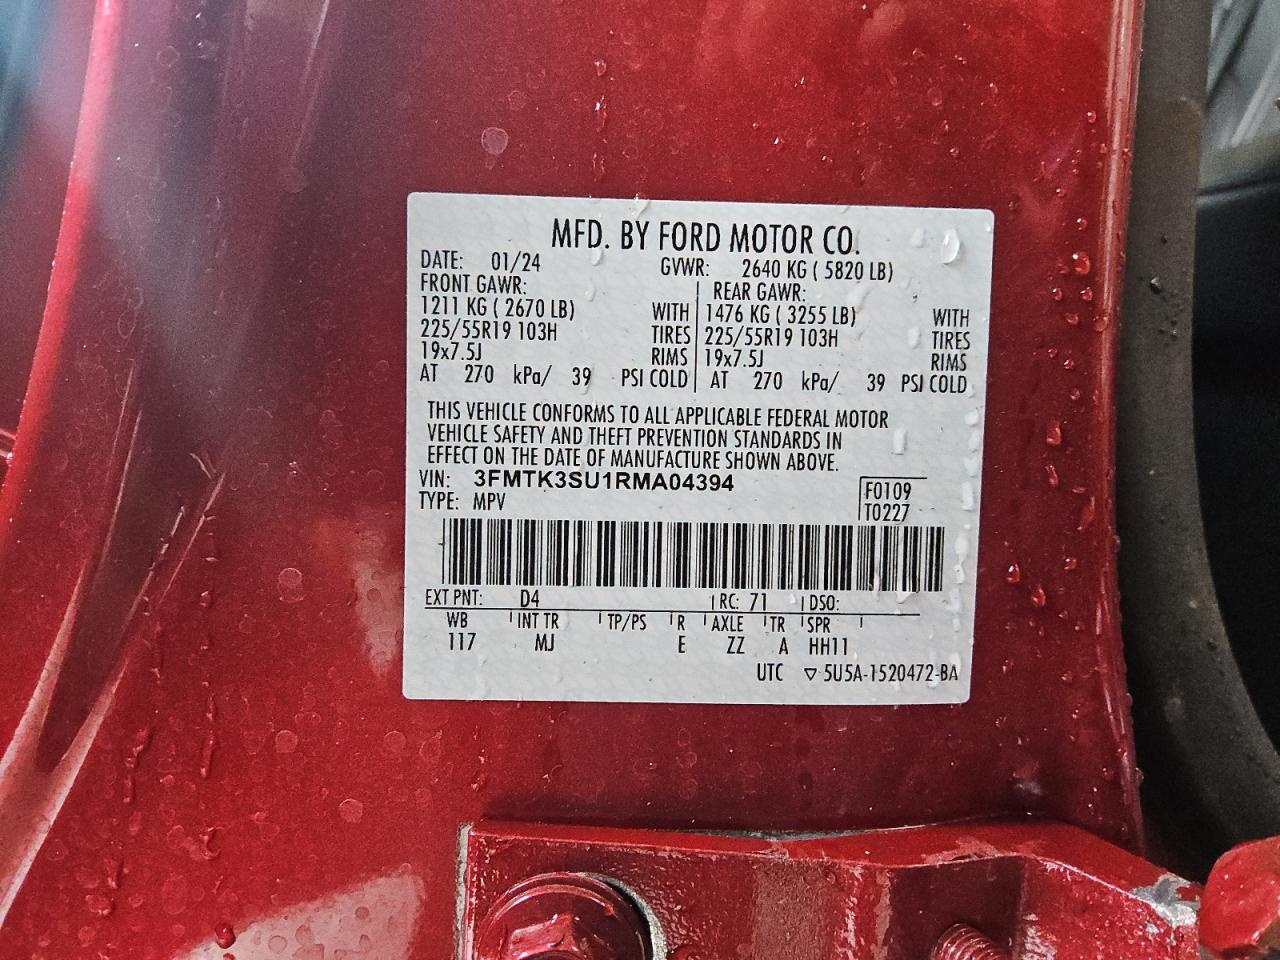 MFD. BY FORD MOTOR CO.
DATE: 01/24 GVWR: 2640 KG ( 5820 LB)
FRONT GAWR: REAR GAWR:
1211 KG ( 2670 LB) WITH 1476 KG ( 3255 LB) WITH
225/55R19 103H TIRES 225/55R19 103H TIRES
19x7.5J RIMS 19x7.5J RIMS
AT 270 kPa/ 39 PSI COLD AT 270 kPa/ 39 PSI COLD
THIS VEHICLE CONFORMS TO ALL APPLICABLE FEDERAL MOTOR
VEHICLE SAFETY AND THEFT PREVENTION STANDARDS IN
EFFECT ON THE DATE OF MANUFACTURE SHOWN ABOVE.
VIN: 3FMTK3SU1RMA04394 F0109
TYPE: MPV T0227
EXT PNT: D4 RC: 71 DSO:
WB INT TR TP/PS R AXLE TR SPR
117 MJ E ZZ A HH11
UTC ▽ 5U5A-1520472-BA